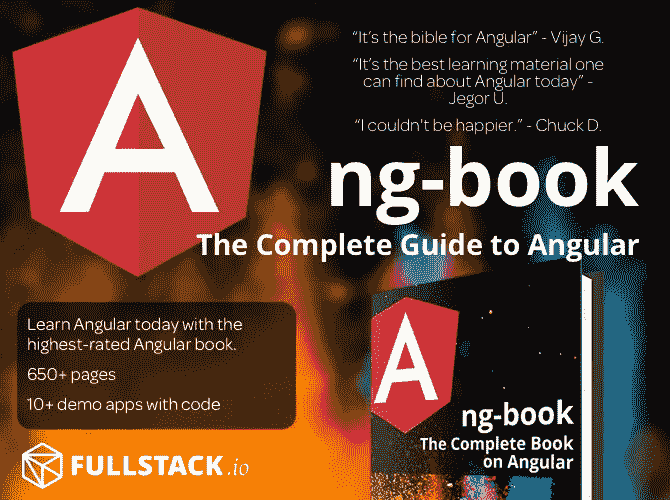 “It’s the bible for Angular” - Vijay G.
“It’s the best learning material one
can find about Angular today” -
Jegor U.
“I couldn't be happier.” - Chuck D.
ng-book
The Complete Guide to Angular
Learn Angular today with the
highest-rated Angular book.
650+ pages
10+ demo apps with code
FULLSTACK.io
A
A
ng-book
The Complete Book
on Angular